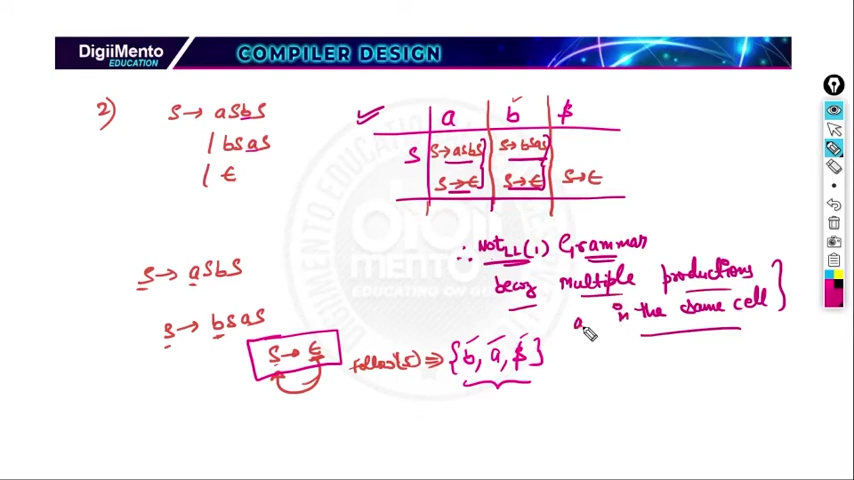 DigiiMento
EDUCATION
COMPILER DESIGN
2) S → aSbS
| bSaS
| ϵ
a b $
S S→aSbS S→bSaS
S→ϵ S→ϵ S→ϵ
∴ Not LL(1) Grammar
becoz multiple productions
in the same cell
S → aSbS
S → bSaS
S → ϵ follow(S) ⇒ {b, a, $}